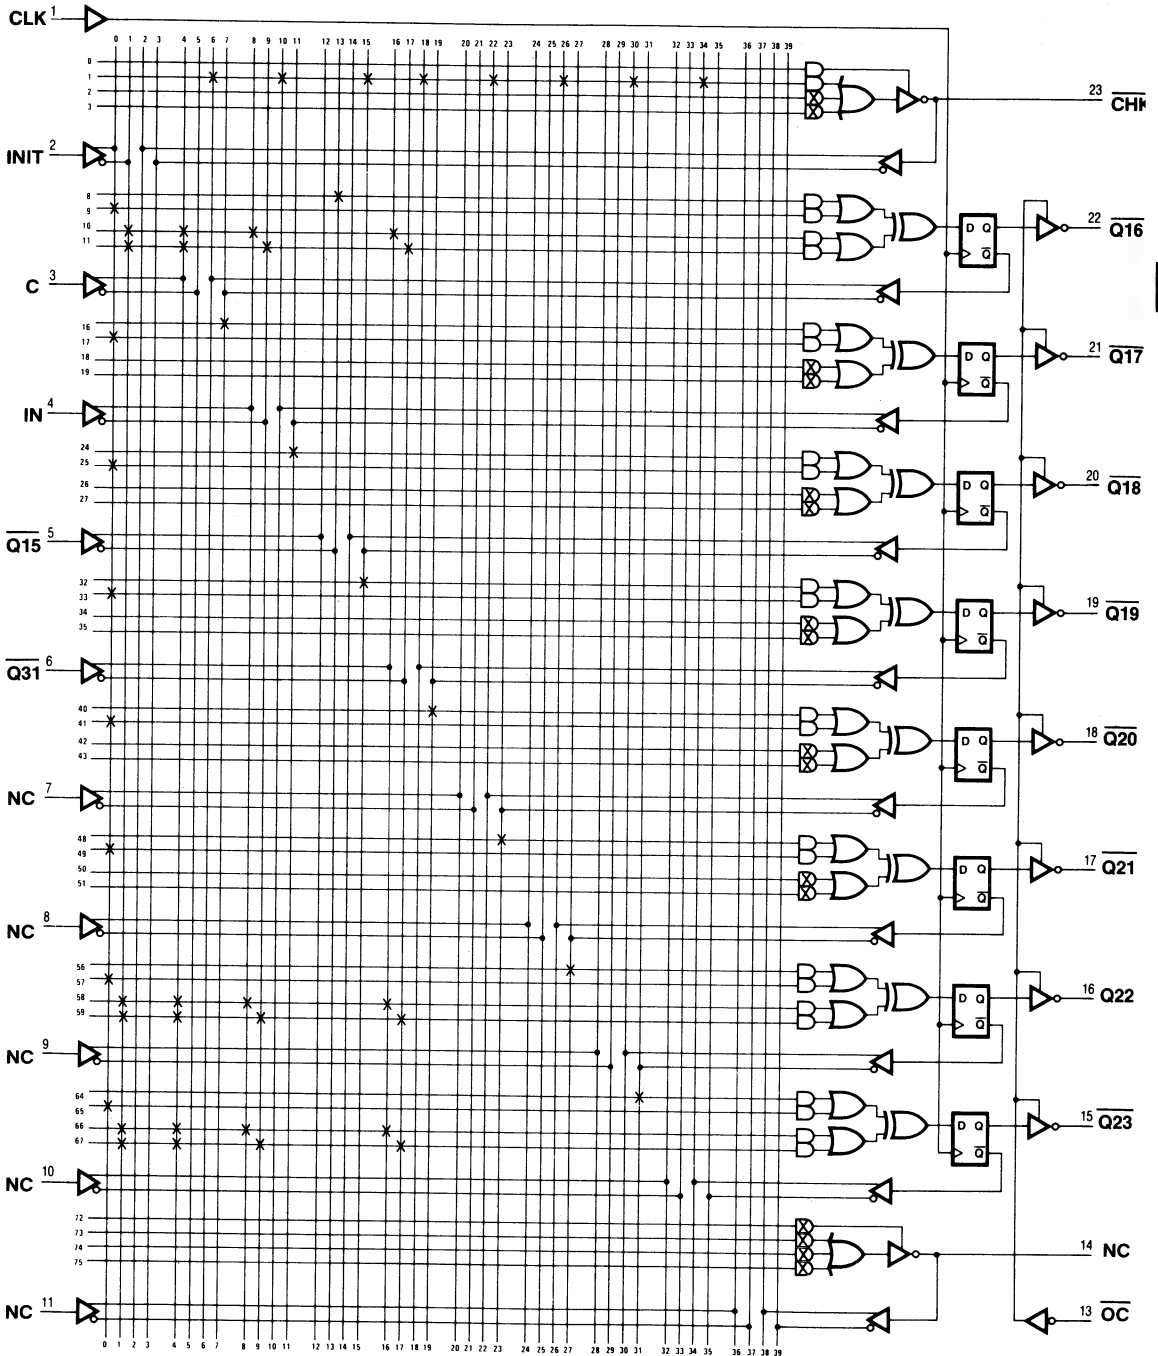 CLK 1
0 1 2 3 4 5 6 7 8 9 10 11 12 13 14 15 16 17 18 19 20 21 22 23 24 25 26 27 28 29 30 31 32 33 34 35 36 37 38 39
0
1
2
3
23 CHK
INIT 2
8
9
10
11
D Q
Q
22 Q16
C 3
16
17
18
19
D Q
Q
21 Q17
IN 4
24
25
26
27
D Q
Q
20 Q18
Q15 5
32
33
34
35
D Q
Q
19 Q19
Q31 6
40
41
42
43
D Q
Q
18 Q20
NC 7
48
49
50
51
D Q
Q
17 Q21
NC 8
56
57
58
59
D Q
Q
16 Q22
NC 9
64
65
66
67
D Q
Q
15 Q23
NC 10
72
73
74
75
14 NC
NC 11
13 OC
0 1 2 3 4 5 6 7 8 9 10 11 12 13 14 15 16 17 18 19 20 21 22 23 24 25 26 27 28 29 30 31 32 33 34 35 36 37 38 39